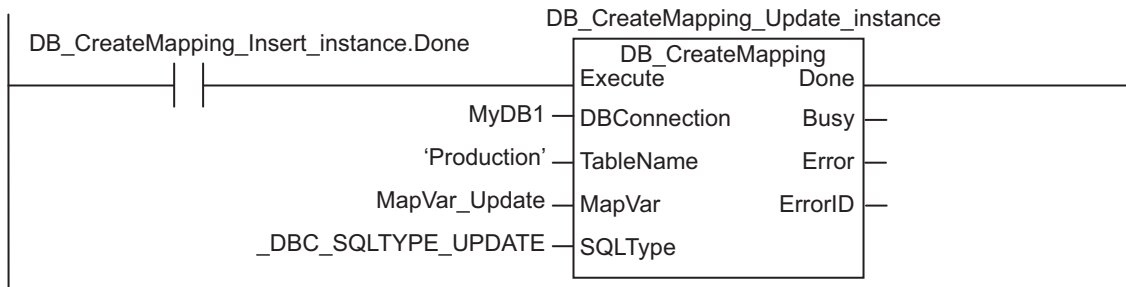 DB_CreateMapping_Update_instance
DB_CreateMapping_Insert_instance.Done
DB_CreateMapping
Execute Done
MyDB1 DBConnection Busy
‘Production’ TableName Error
MapVar_Update MapVar ErrorID
_DBC_SQLTYPE_UPDATE SQLType